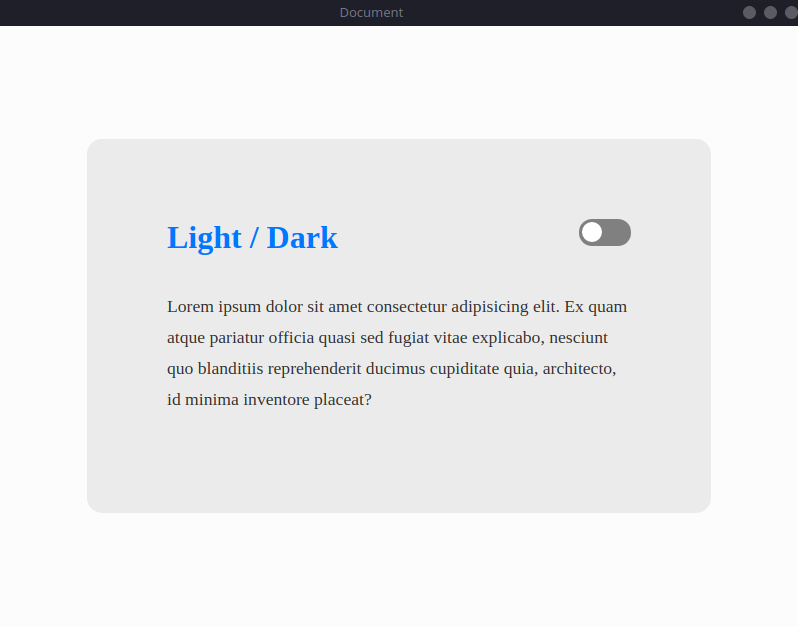 Document
Light / Dark
Lorem ipsum dolor sit amet consectetur adipisicing elit. Ex quam
atque pariatur officia quasi sed fugiat vitae explicabo, nesciunt
quo blanditiis reprehenderit ducimus cupiditate quia, architecto,
id minima inventore placeat?